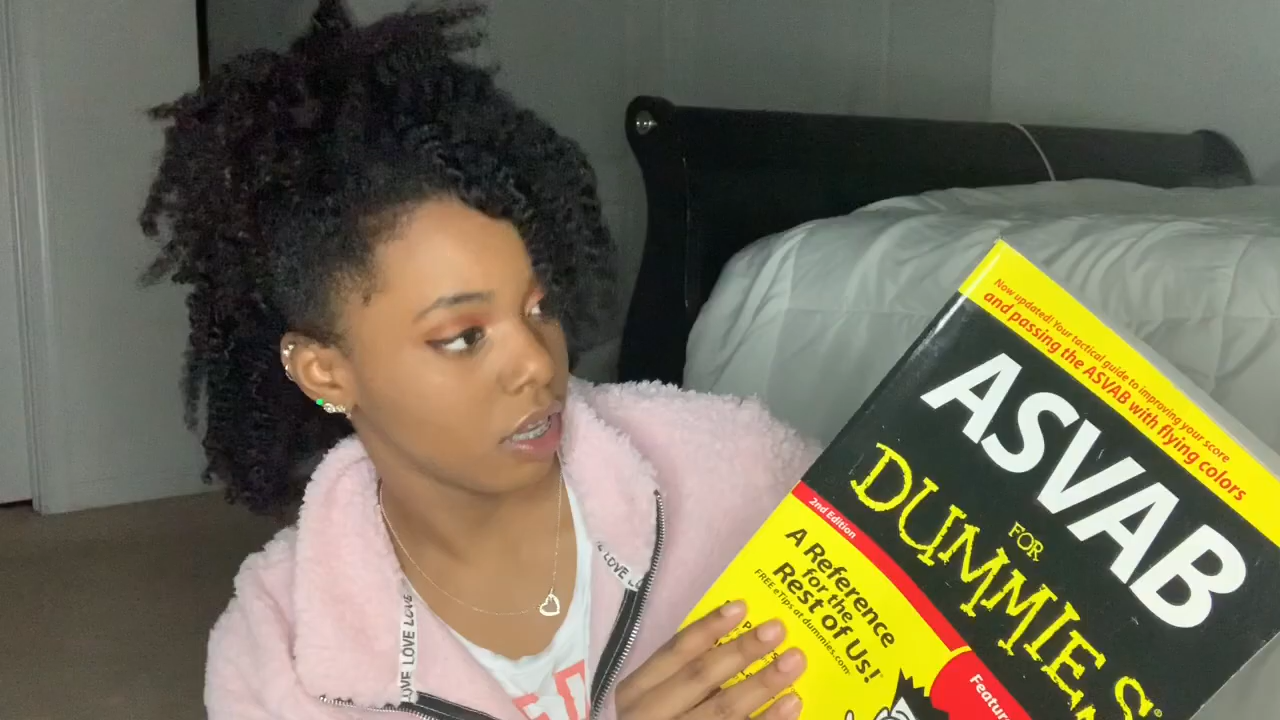 Now updated! Your tactical guide to improving your score
and passing the ASVAB with flying colors
ASVAB
FOR
DUMMIES
2nd Edition
A Reference
for the
Rest of Us!
FREE eTips at dummies.com
LOVE
LOVE LOVE